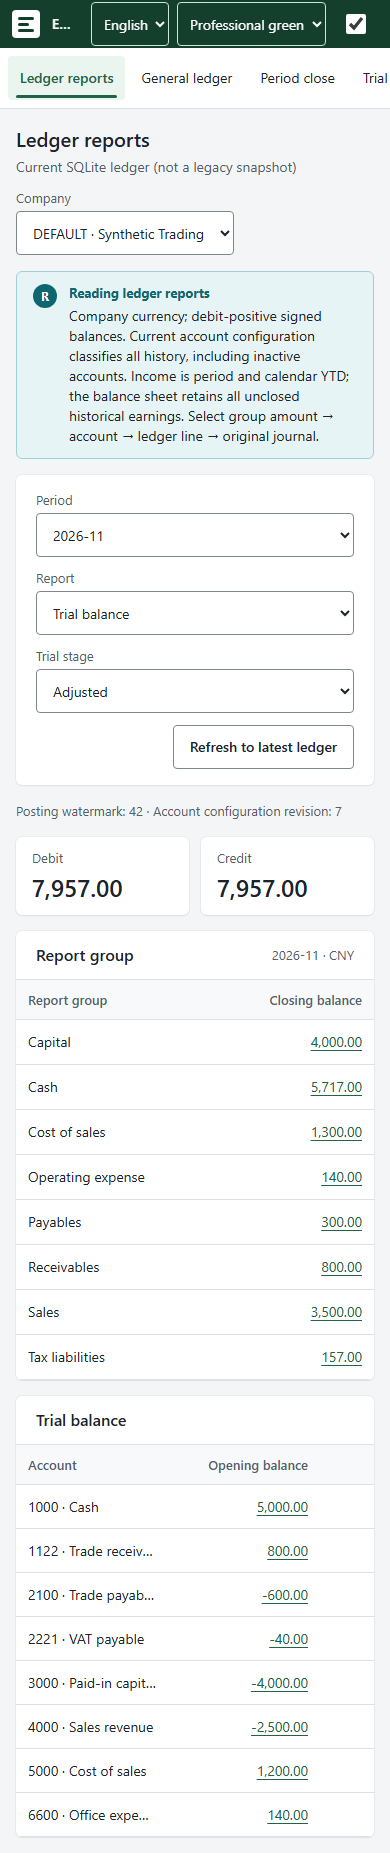 E...
English
Professional green
Ledger reports
General ledger
Period close
Trial
Ledger reports
Current SQLite ledger (not a legacy snapshot)
Company
DEFAULT · Synthetic Trading
R
Reading ledger reports
Company currency; debit-positive signed
balances. Current account configuration
classifies all history, including inactive
accounts. Income is period and calendar YTD;
the balance sheet retains all unclosed
historical earnings. Select group amount →
account → ledger line → original journal.
Period
2026-11
Report
Trial balance
Trial stage
Adjusted
Refresh to latest ledger
Posting watermark: 42 · Account configuration revision: 7
Debit
7,957.00
Credit
7,957.00
Report group
2026-11 · CNY
Report group Closing balance
Capital 4,000.00
Cash 5,717.00
Cost of sales 1,300.00
Operating expense 140.00
Payables 300.00
Receivables 800.00
Sales 3,500.00
Tax liabilities 157.00
Trial balance
Account Opening balance
1000 · Cash 5,000.00
1122 · Trade receiv... 800.00
2100 · Trade payab... -600.00
2221 · VAT payable -40.00
3000 · Paid-in capit... -4,000.00
4000 · Sales revenue -2,500.00
5000 · Cost of sales 1,200.00
6600 · Office expe... 140.00